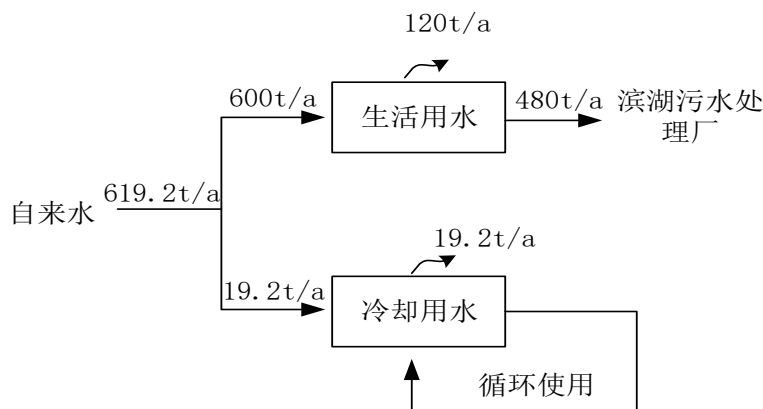 120t/a
600t/a
生活用水
480t/a
滨湖污水处
理厂
自来水
619.2t/a
19.2t/a
19.2t/a
冷却用水
循环使用